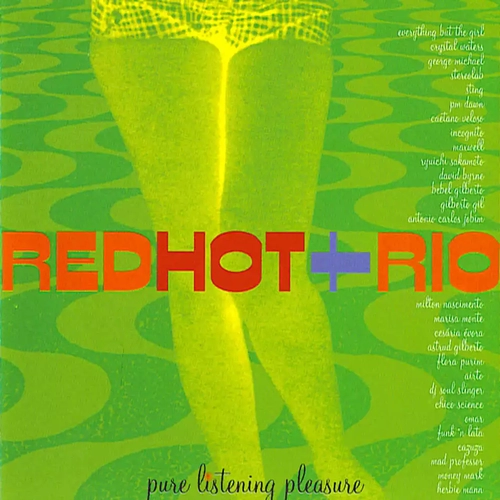 everything but the girl
crystal waters
george michael
stereolab
sting
pm dawn
caetano veloso
incognito
maxwell
ryuichi sakamoto
david byrne
bebel gilberto
gilberto gil
antonio carlos jobim
REDHOT+RIO
milton nascimento
marisa monte
cesária évora
astrud gilberto
flora purim
airto
dj soul slinger
chico science
omar
funk 'n lata
cazuza
mad professor
money mark
herbie mann
pure listening pleasure